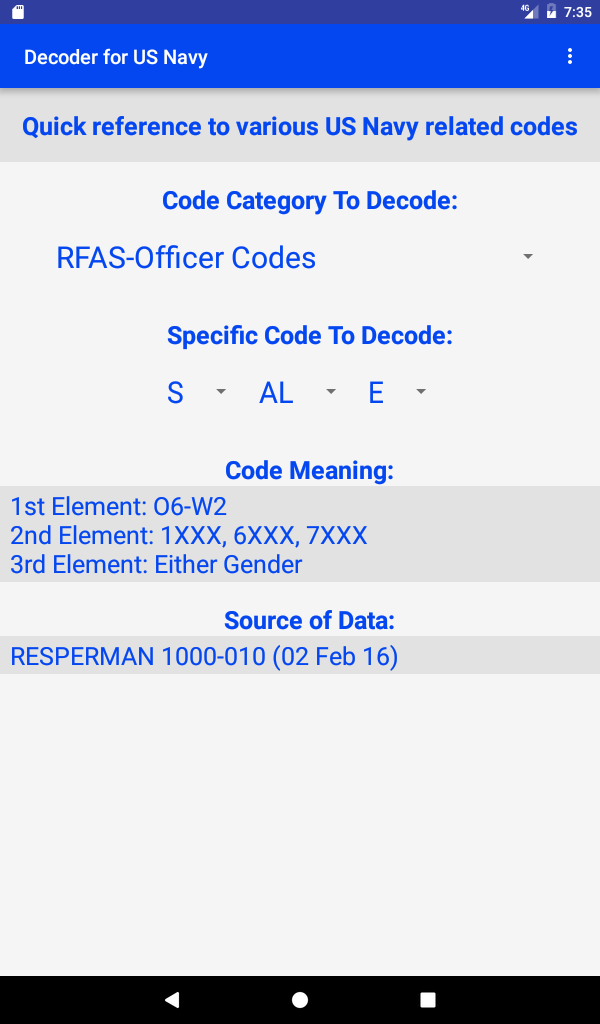 4G 7:35
Decoder for US Navy
Quick reference to various US Navy related codes
Code Category To Decode:
RFAS-Officer Codes
Specific Code To Decode:
S AL E
Code Meaning:
1st Element: O6-W2
2nd Element: 1XXX, 6XXX, 7XXX
3rd Element: Either Gender
Source of Data:
RESPERMAN 1000-010 (02 Feb 16)